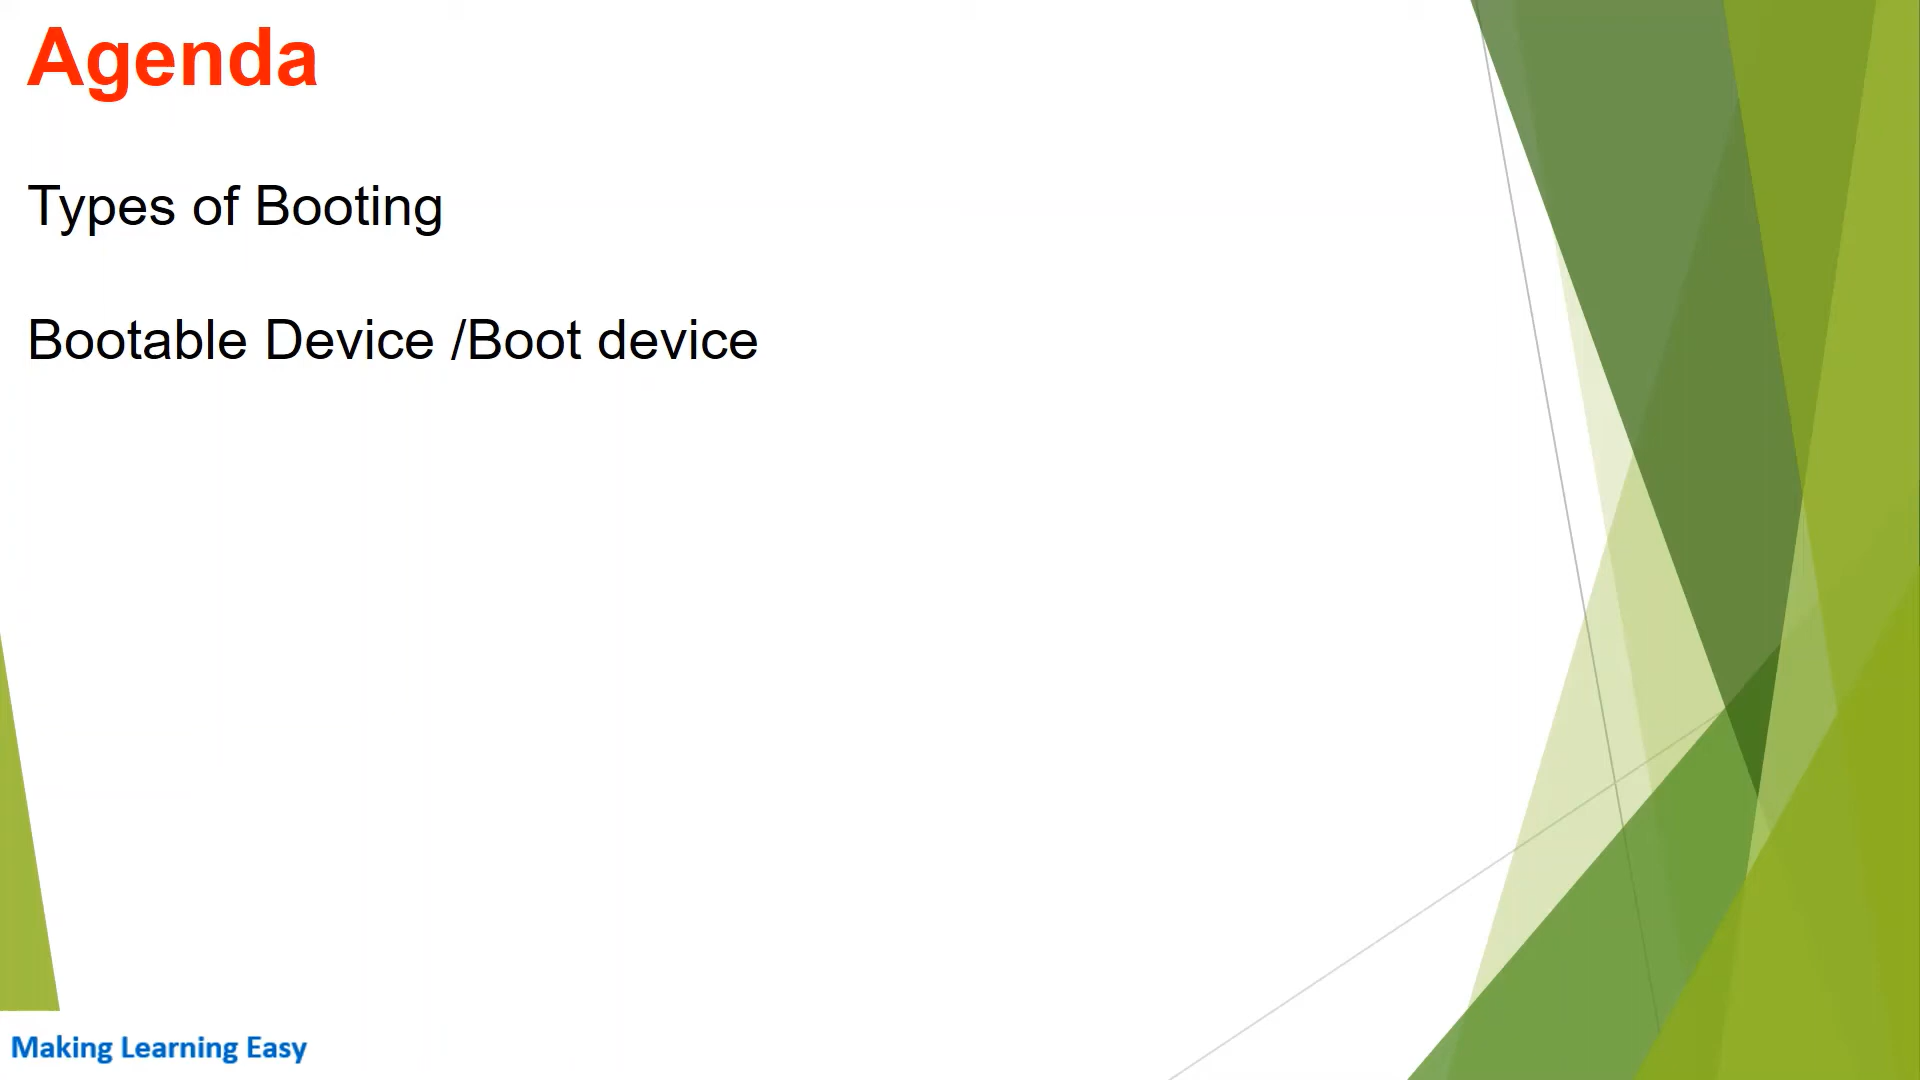 Agenda
Types of Booting
Bootable Device /Boot device
Making Learning Easy